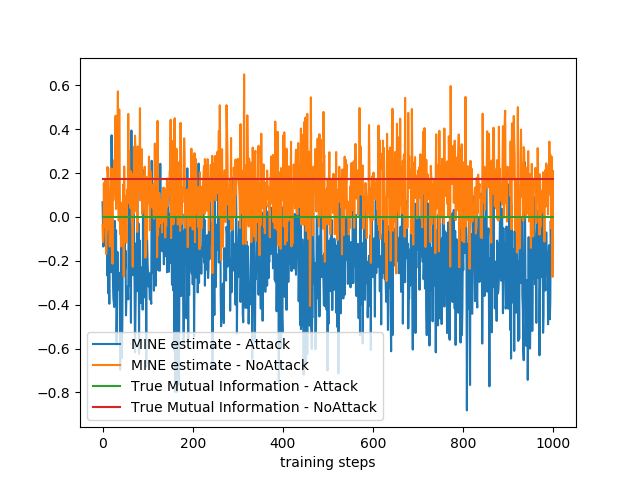 0.6
0.4
0.2
0.0
−0.2
−0.4
−0.6
−0.8
MINE estimate - Attack
MINE estimate - NoAttack
True Mutual Information - Attack
True Mutual Information - NoAttack
0 200 400 600 800 1000
training steps